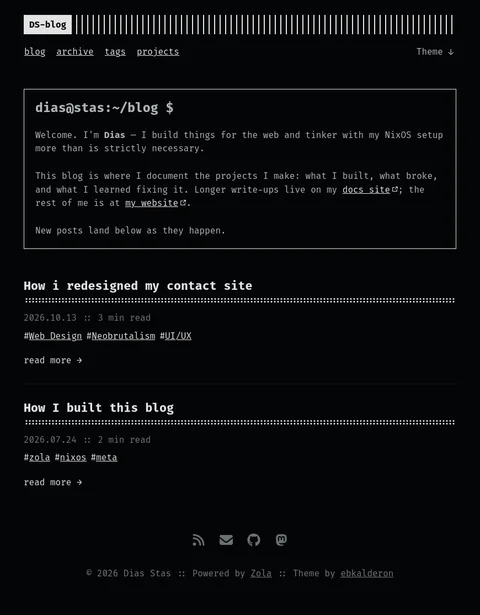 DS-blog
blog archive tags projects Theme ↓
dias@stas:~/blog $
Welcome. I'm Dias — I build things for the web and tinker with my NixOS setup
more than is strictly necessary.
This blog is where I document the projects I make: what I built, what broke,
and what I learned fixing it. Longer write-ups live on my docs site; the
rest of me is at my website.
New posts land below as they happen.
How i redesigned my contact site
2026.10.13 :: 3 min read
#Web Design #Neobrutalism #UI/UX
read more →
How I built this blog
2026.07.24 :: 2 min read
#zola #nixos #meta
read more →
© 2026 Dias Stas :: Powered by Zola :: Theme by ebkalderon